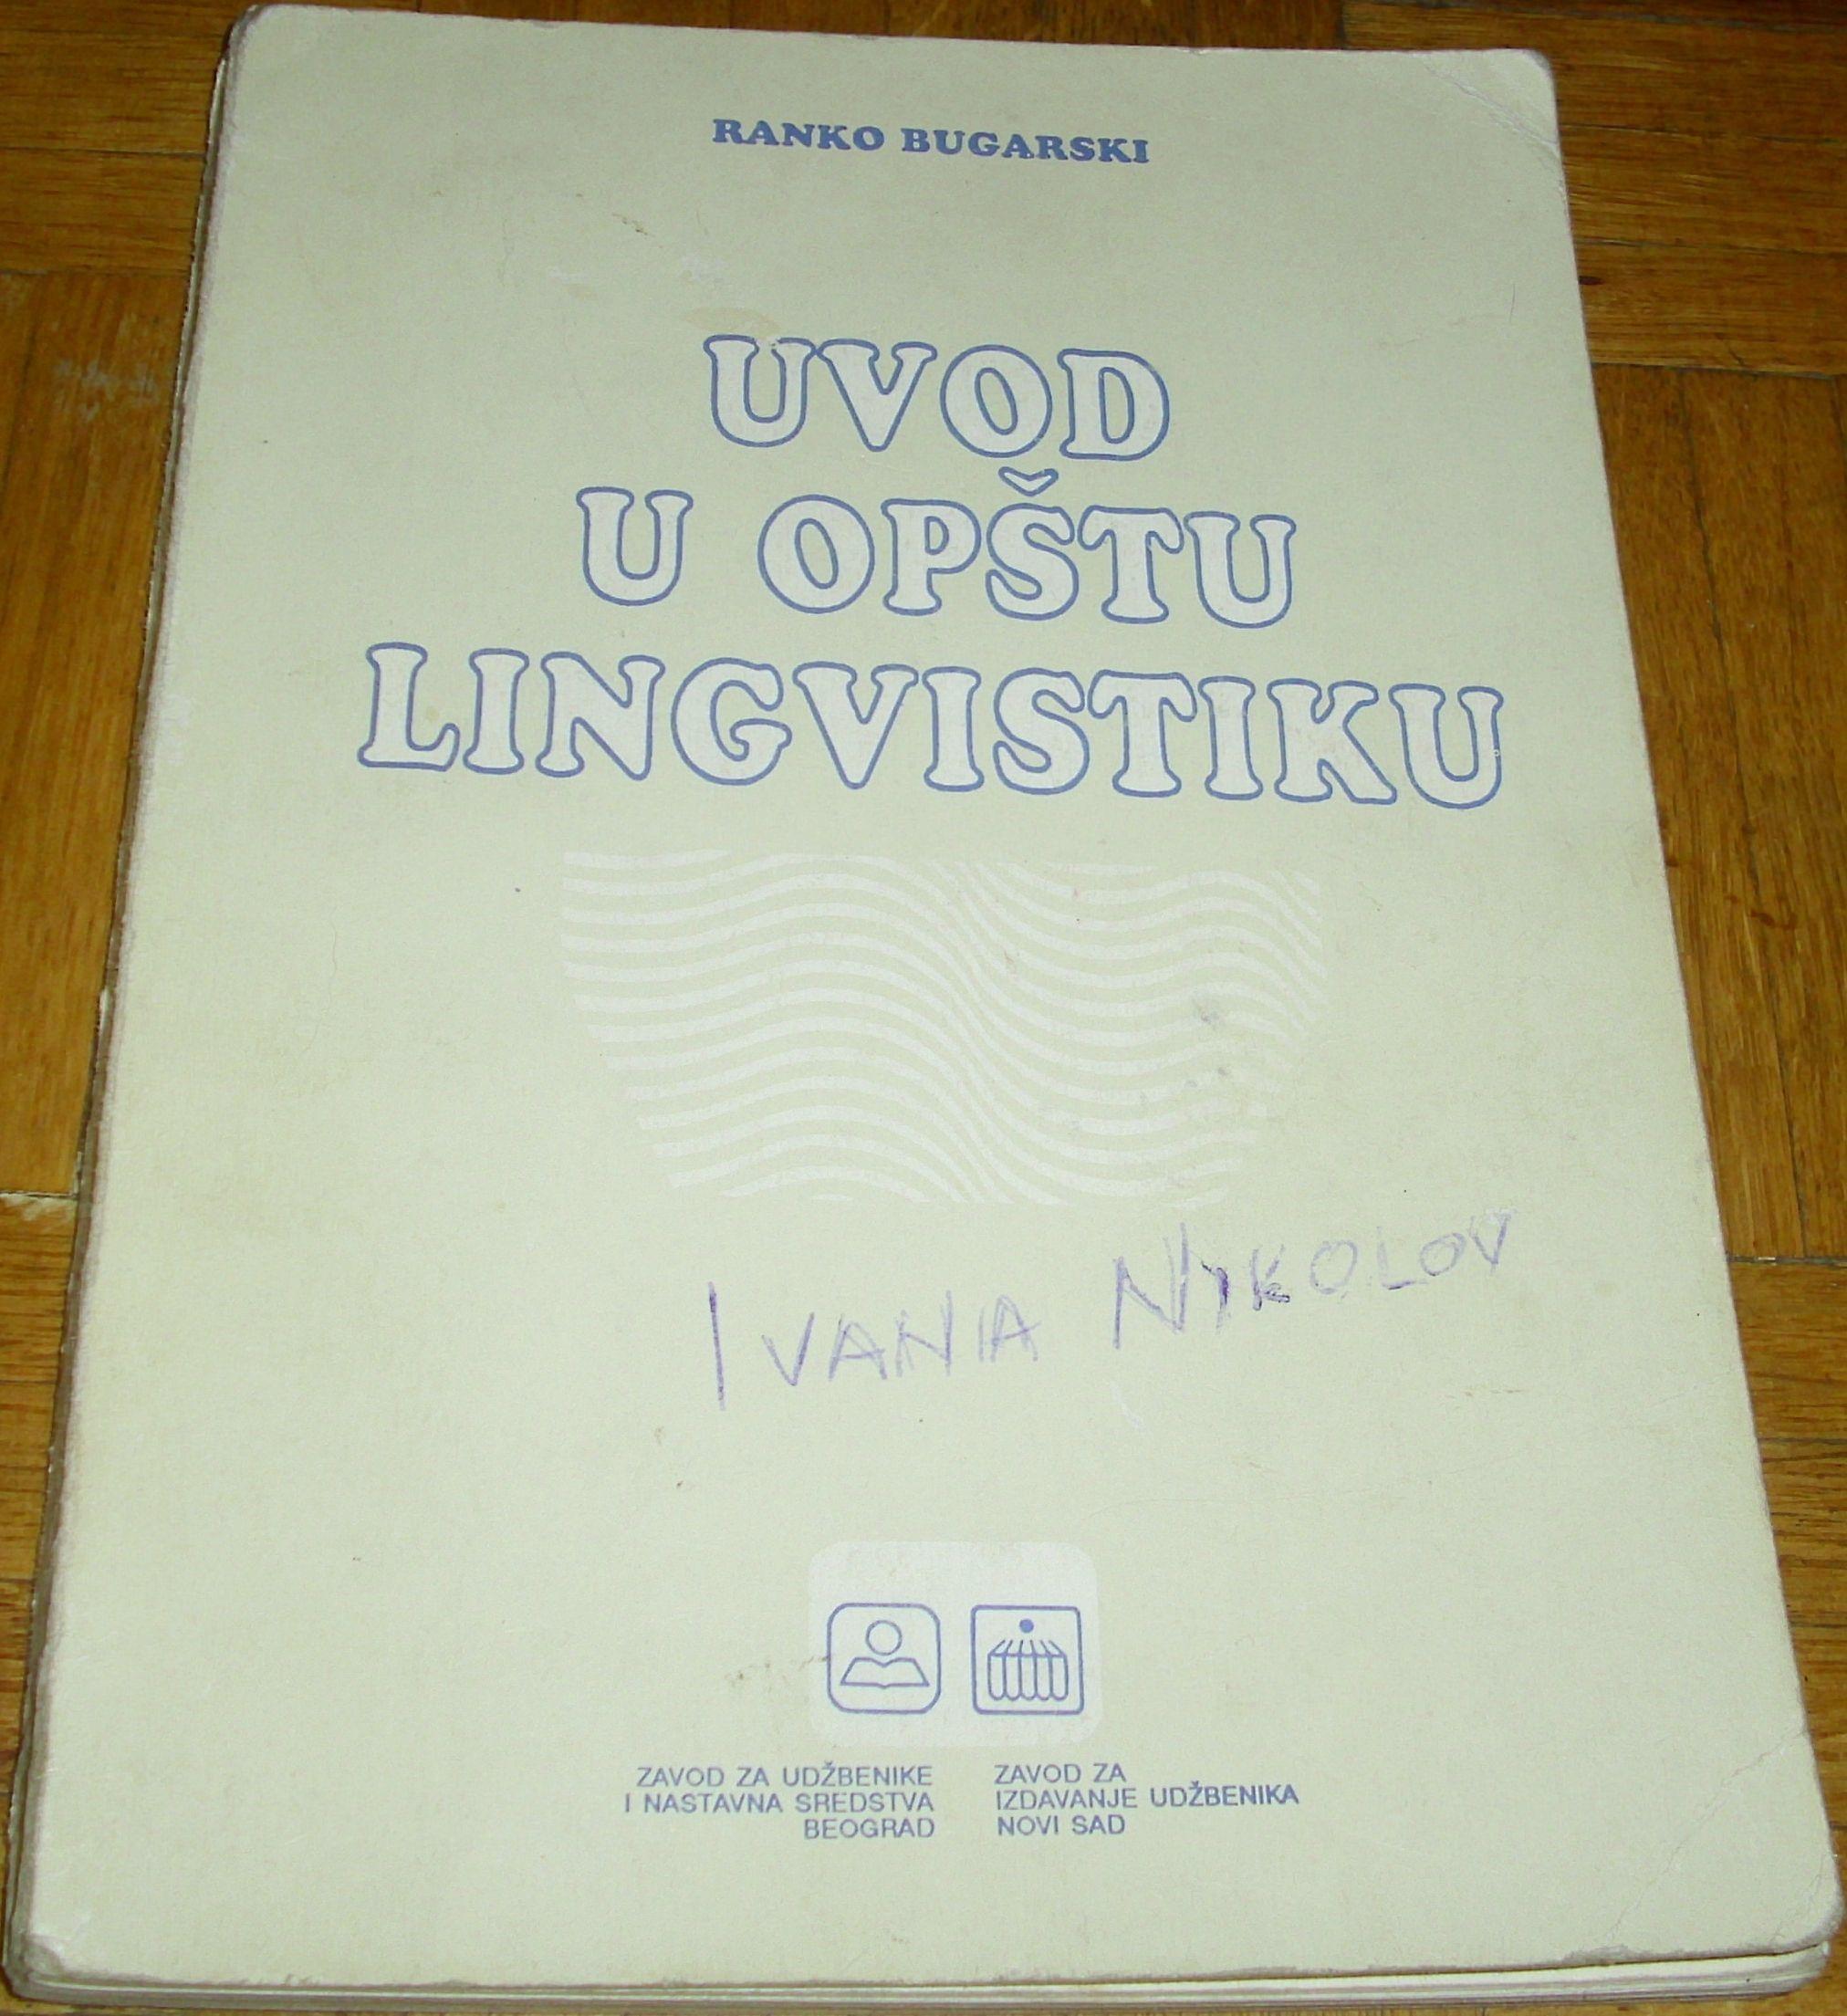 RANKO BUGARSKI
UVOD
U OPŠTU
LINGVISTIKU
IVANA NIKOLOV
ZAVOD ZA UDŽBENIKE
I NASTAVNA SREDSTVA
BEOGRAD
ZAVOD ZA
IZDAVANJE UDŽBENIKA
NOVI SAD